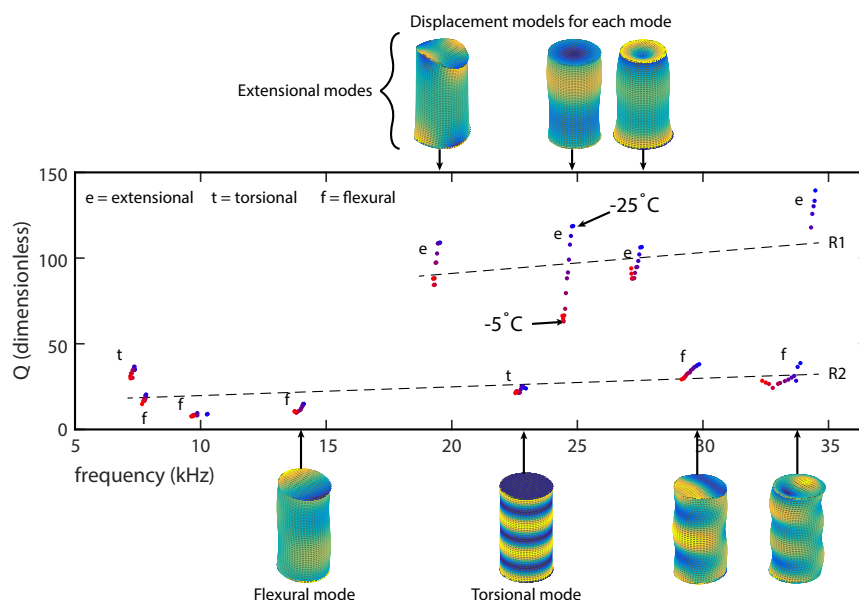 Displacement models for each mode
Extensional modes
150
100
50
0
Q (dimensionless)
e = extensional t = torsional f = flexural
-25°C
-5°C
e
e
e
e
R1
t
f
f
f
t
f
f
R2
5
10
15
20
25
30
35
frequency (kHz)
Flexural mode
Torsional mode